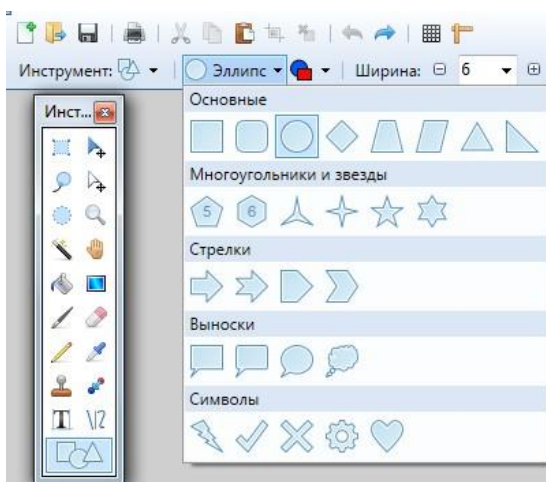 Инструмент: Эллипс Ширина: 6
Инст...
Основные
Многоугольники и звезды
5 6
Стрелки
Выноски
Символы
T